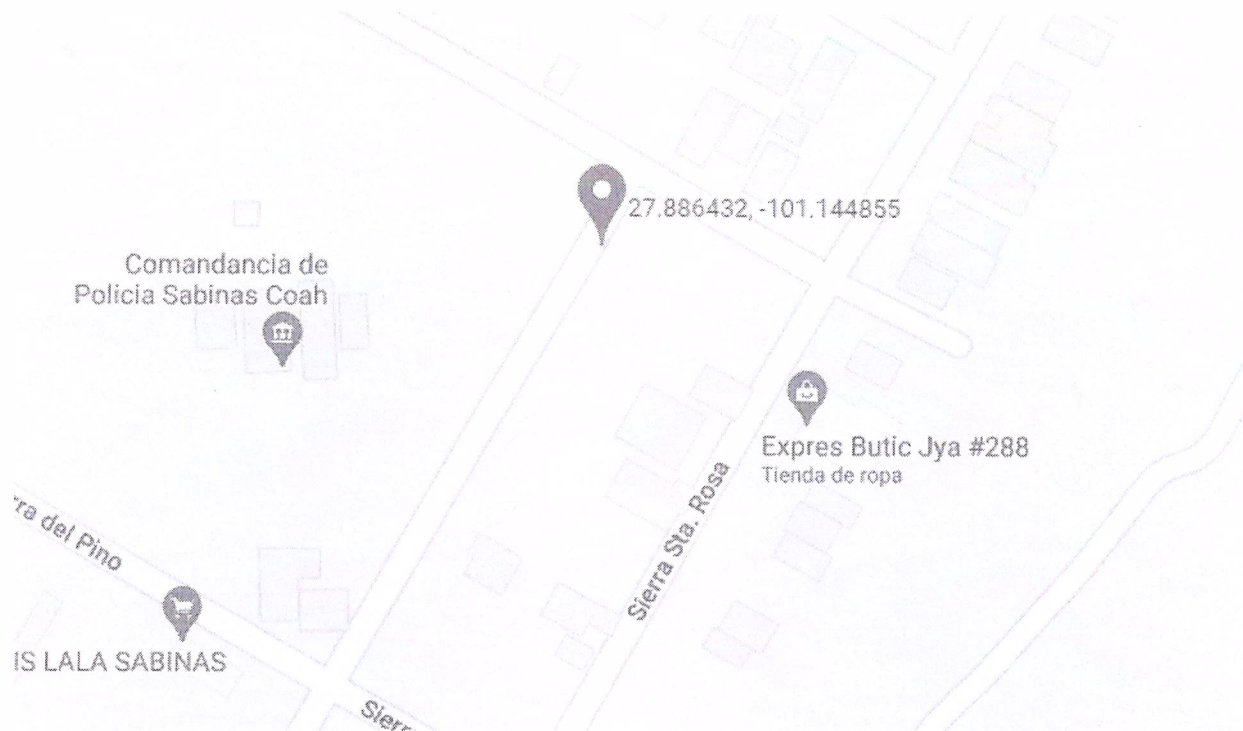 27.886432, -101.144855
Comandancia de
Policia Sabinas Coah
Expres Butic Jya #288
Tienda de ropa
Sierra Sta. Rosa
rra del Pino
IS LALA SABINAS
Sierr